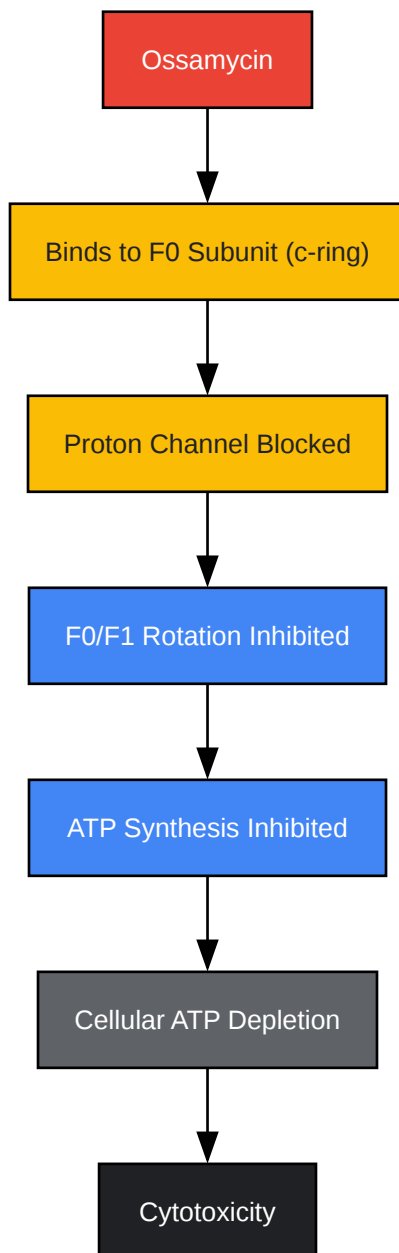 Ossamycin
Binds to F0 Subunit (c-ring)
Proton Channel Blocked
F0/F1 Rotation Inhibited
ATP Synthesis Inhibited
Cellular ATP Depletion
Cytotoxicity